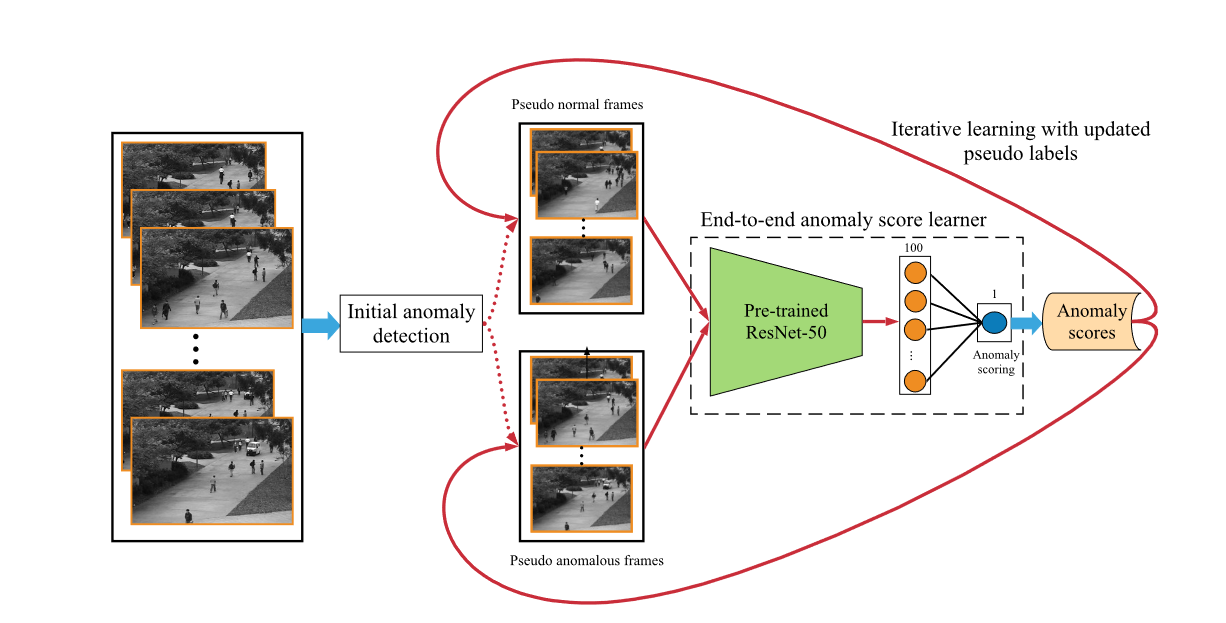 Pseudo normal frames
Iterative learning with updated
pseudo labels
End-to-end anomaly score learner
100
Initial anomaly
detection
Pre-trained
ResNet-50
1
Anomaly
scoring
Anomaly
scores
Pseudo anomalous frames